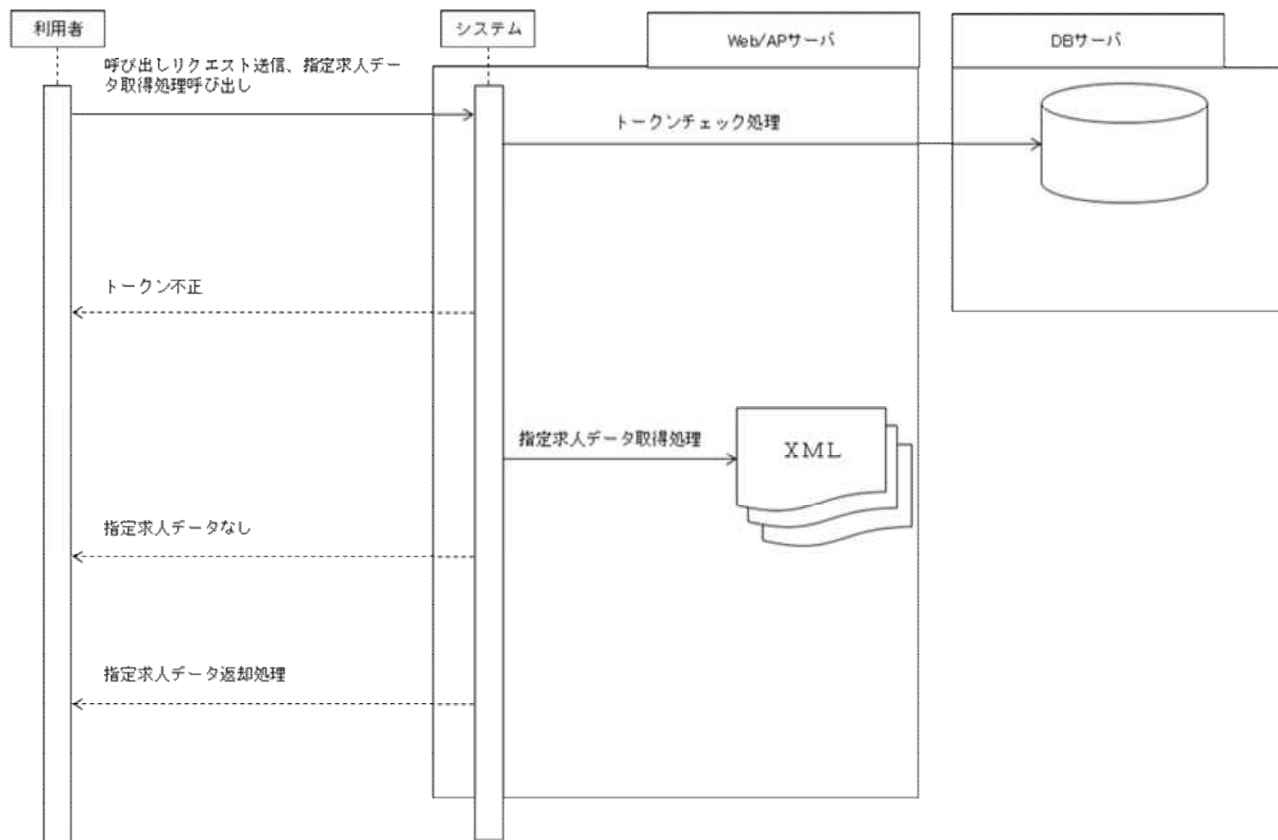 利用者
システム
Web/APサーバ
DBサーバ
呼び出しリクエスト送信、指定求人デー
タ取得処理呼び出し
トークンチェック処理
トークン不正
指定求人データ取得処理
XML
指定求人データなし
指定求人データ返却処理